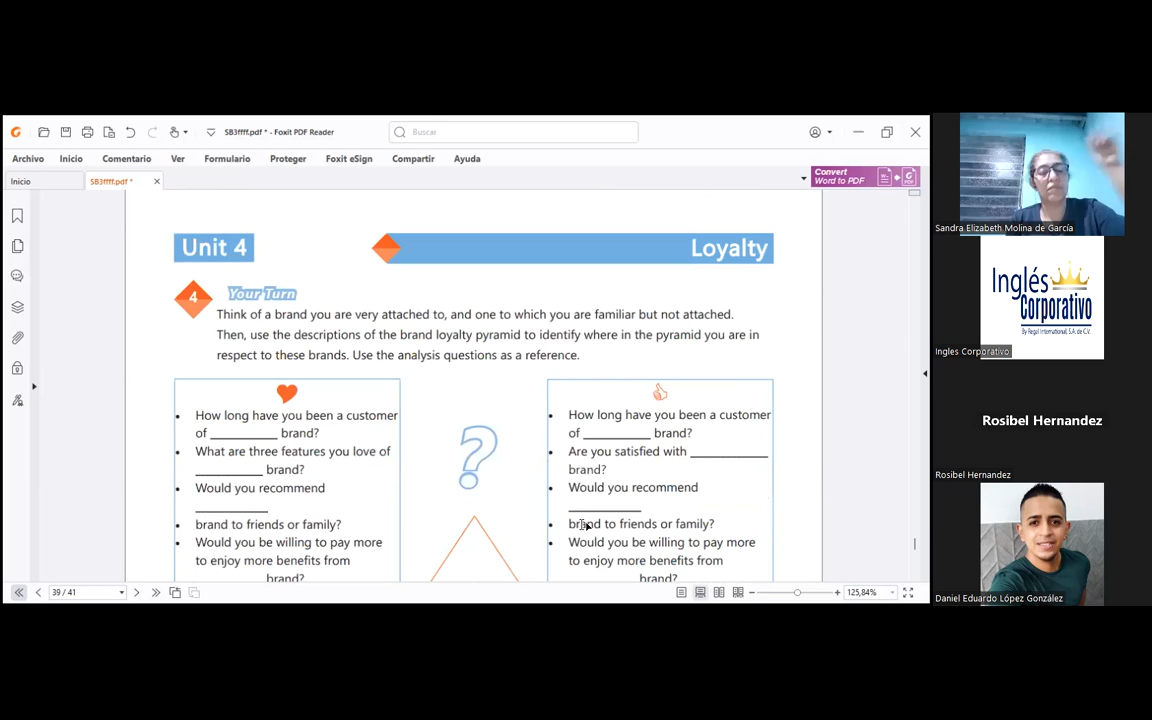 SB3ffff.pdf * - Foxit PDF Reader
Buscar
Archivo Inicio Comentario Ver Formulario Proteger Foxit eSign Compartir Ayuda
Convert
Word to PDF
Inicio
SB3ffff.pdf *
Unit 4
Loyalty
4
Your Turn
Think of a brand you are very attached to, and one to which you are familiar but not attached.
Then, use the descriptions of the brand loyalty pyramid to identify where in the pyramid you are in
respect to these brands. Use the analysis questions as a reference.
• How long have you been a customer
of __________ brand?
• What are three features you love of
__________ brand?
• Would you recommend
__________
• brand to friends or family?
• Would you be willing to pay more
to enjoy more benefits from
__________ brand?
?
• How long have you been a customer
of __________ brand?
• Are you satisfied with __________
brand?
• Would you recommend
__________
• brand to friends or family?
• Would you be willing to pay more
to enjoy more benefits from
__________ brand?
39 / 41
125,84%
Sandra Elizabeth Molina de García
Inglés
Corporativo
By Regal International, S.A. de C.V.
Ingles Corporativo
Rosibel Hernandez
Rosibel Hernandez
Daniel Eduardo López González